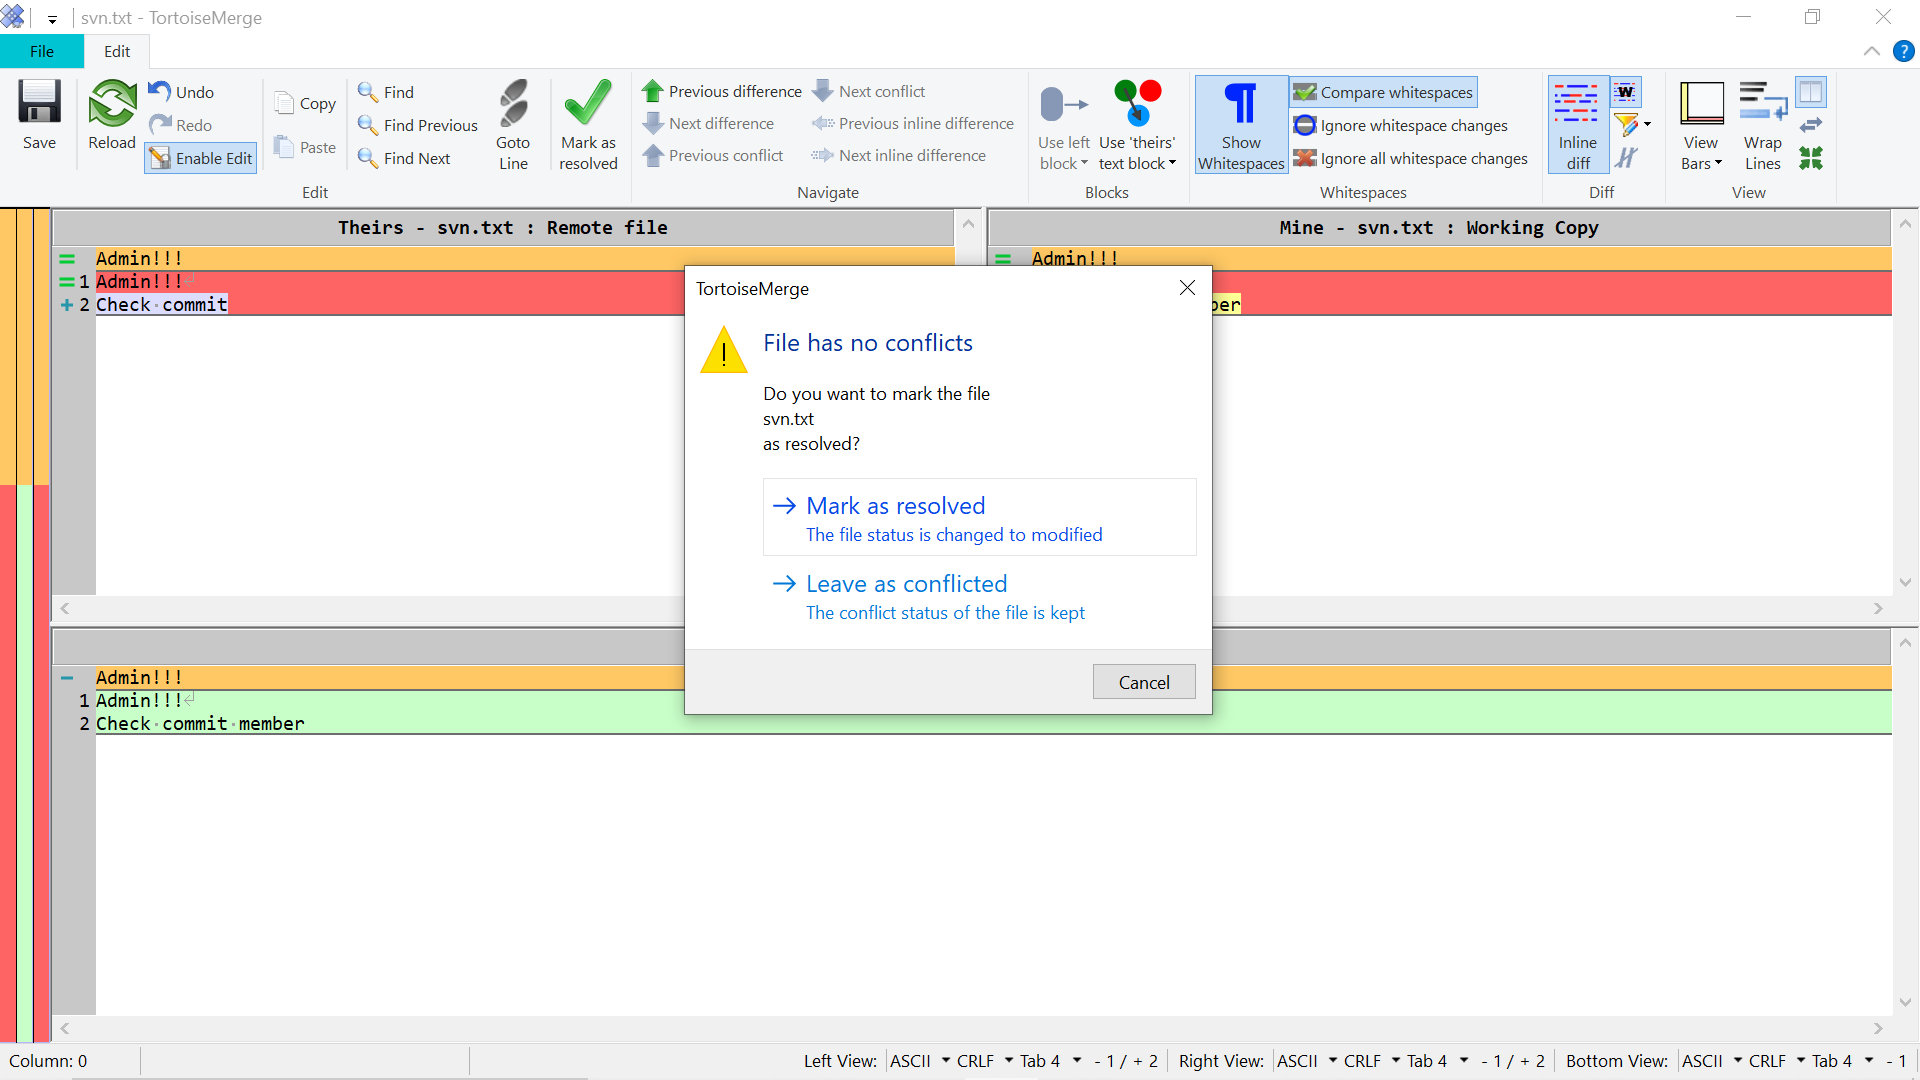 svn.txt - TortoiseMerge
File
Edit
?
Save
Reload
Undo
Redo
Enable Edit
Copy
Paste
Find
Find Previous
Find Next
Goto
Line
Mark as
resolved
Previous difference
Next difference
Previous conflict
Next conflict
Previous inline difference
Next inline difference
Use left
block
Use 'theirs'
text block
Show
Whitespaces
Compare whitespaces
Ignore whitespace changes
Ignore all whitespace changes
Inline
diff
W
View
Bars
Wrap
Lines
Edit
Navigate
Blocks
Whitespaces
Diff
View
Theirs - svn.txt : Remote file
Admin!!!
1 Admin!!!
2 Check commit
Mine - svn.txt : Working Copy
Admin!!!
ber
TortoiseMerge
File has no conflicts
Do you want to mark the file
svn.txt
as resolved?
Mark as resolved
The file status is changed to modified
Leave as conflicted
The conflict status of the file is kept
Cancel
Admin!!!
1 Admin!!!
2 Check commit member
Column: 0
Left View: ASCII CRLF Tab 4 - 1 / + 2
Right View: ASCII CRLF Tab 4 - 1 / + 2
Bottom View: ASCII CRLF Tab 4 - 1